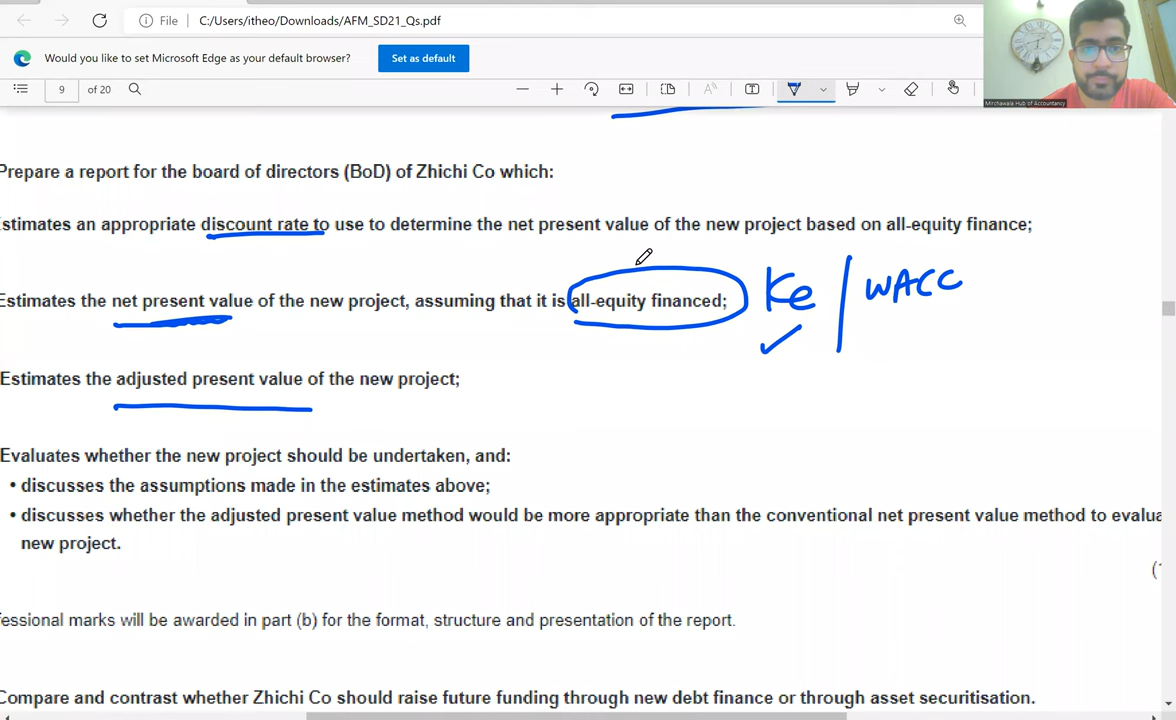 File | C:/Users/itheo/Downloads/AFM_SD21_Qs.pdf
Would you like to set Microsoft Edge as your default browser? Set as default
Mirchawala Hub of Accountancy
9 of 20
Prepare a report for the board of directors (BoD) of Zhichi Co which:
stimates an appropriate discount rate to use to determine the net present value of the new project based on all-equity finance;
Estimates the net present value of the new project, assuming that it is all-equity financed; Ke / WACC
Estimates the adjusted present value of the new project;
Evaluates whether the new project should be undertaken, and:
• discusses the assumptions made in the estimates above;
• discusses whether the adjusted present value method would be more appropriate than the conventional net present value method to evalua
new project.
(
fessional marks will be awarded in part (b) for the format, structure and presentation of the report.
Compare and contrast whether Zhichi Co should raise future funding through new debt finance or through asset securitisation.